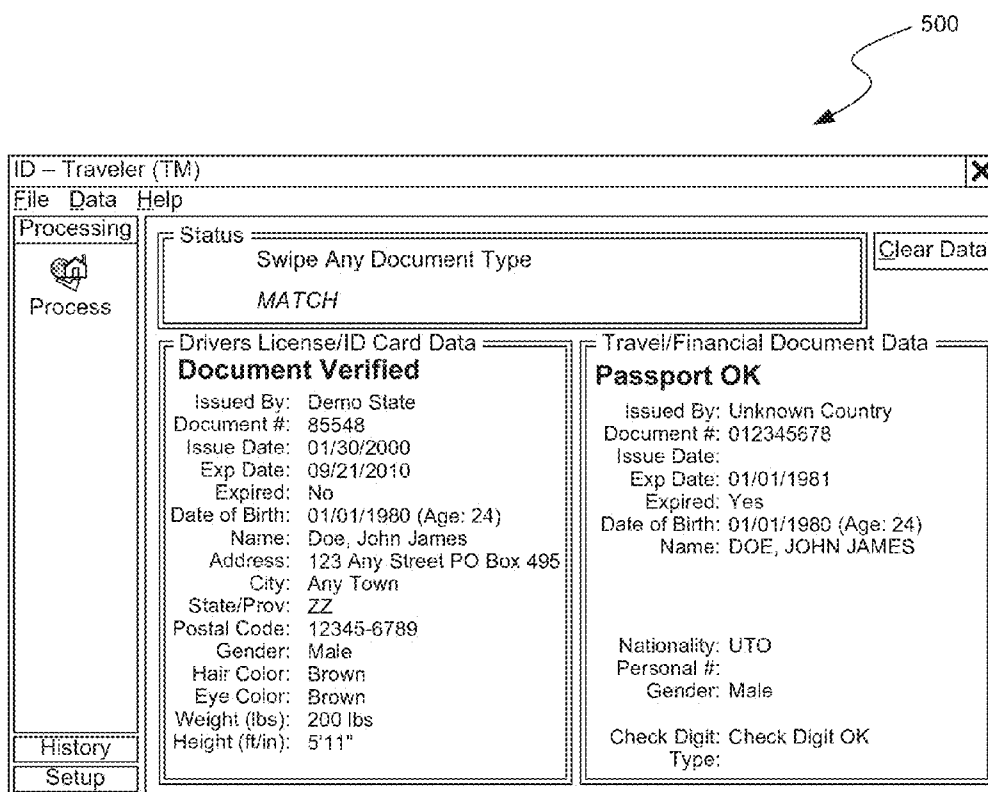 500
ID – Traveler (TM)
File Data Help
Processing
Process
History
Setup
Status
Swipe Any Document Type
MATCH
Clear Data
Drivers License/ID Card Data
Document Verified
Issued By: Demo State
Document #: 85548
Issue Date: 01/30/2000
Exp Date: 09/21/2010
Expired: No
Date of Birth: 01/01/1980 (Age: 24)
Name: Doe, John James
Address: 123 Any Street PO Box 495
City: Any Town
State/Prov: ZZ
Postal Code: 12345-6789
Gender: Male
Hair Color: Brown
Eye Color: Brown
Weight (lbs): 200 lbs
Height (ft/in): 5'11"
Travel/Financial Document Data
Passport OK
Issued By: Unknown Country
Document #: 012345678
Issue Date:
Exp Date: 01/01/1981
Expired: Yes
Date of Birth: 01/01/1980 (Age: 24)
Name: DOE, JOHN JAMES
Nationality: UTO
Personal #:
Gender: Male
Check Digit: Check Digit OK
Type: